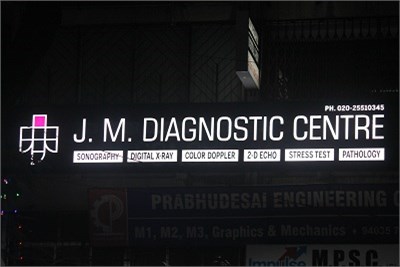 PH. 020-25510345
J. M. DIAGNOSTIC CENTRE
SONOGRAPHY DIGITAL X-RAY COLOR DOPPLER 2-D ECHO STRESS TEST PATHOLOGY
PRABHUDESAI ENGINEERING
M1, M2, M3, Graphics & Mechanics
Impulse M.P.S.C.